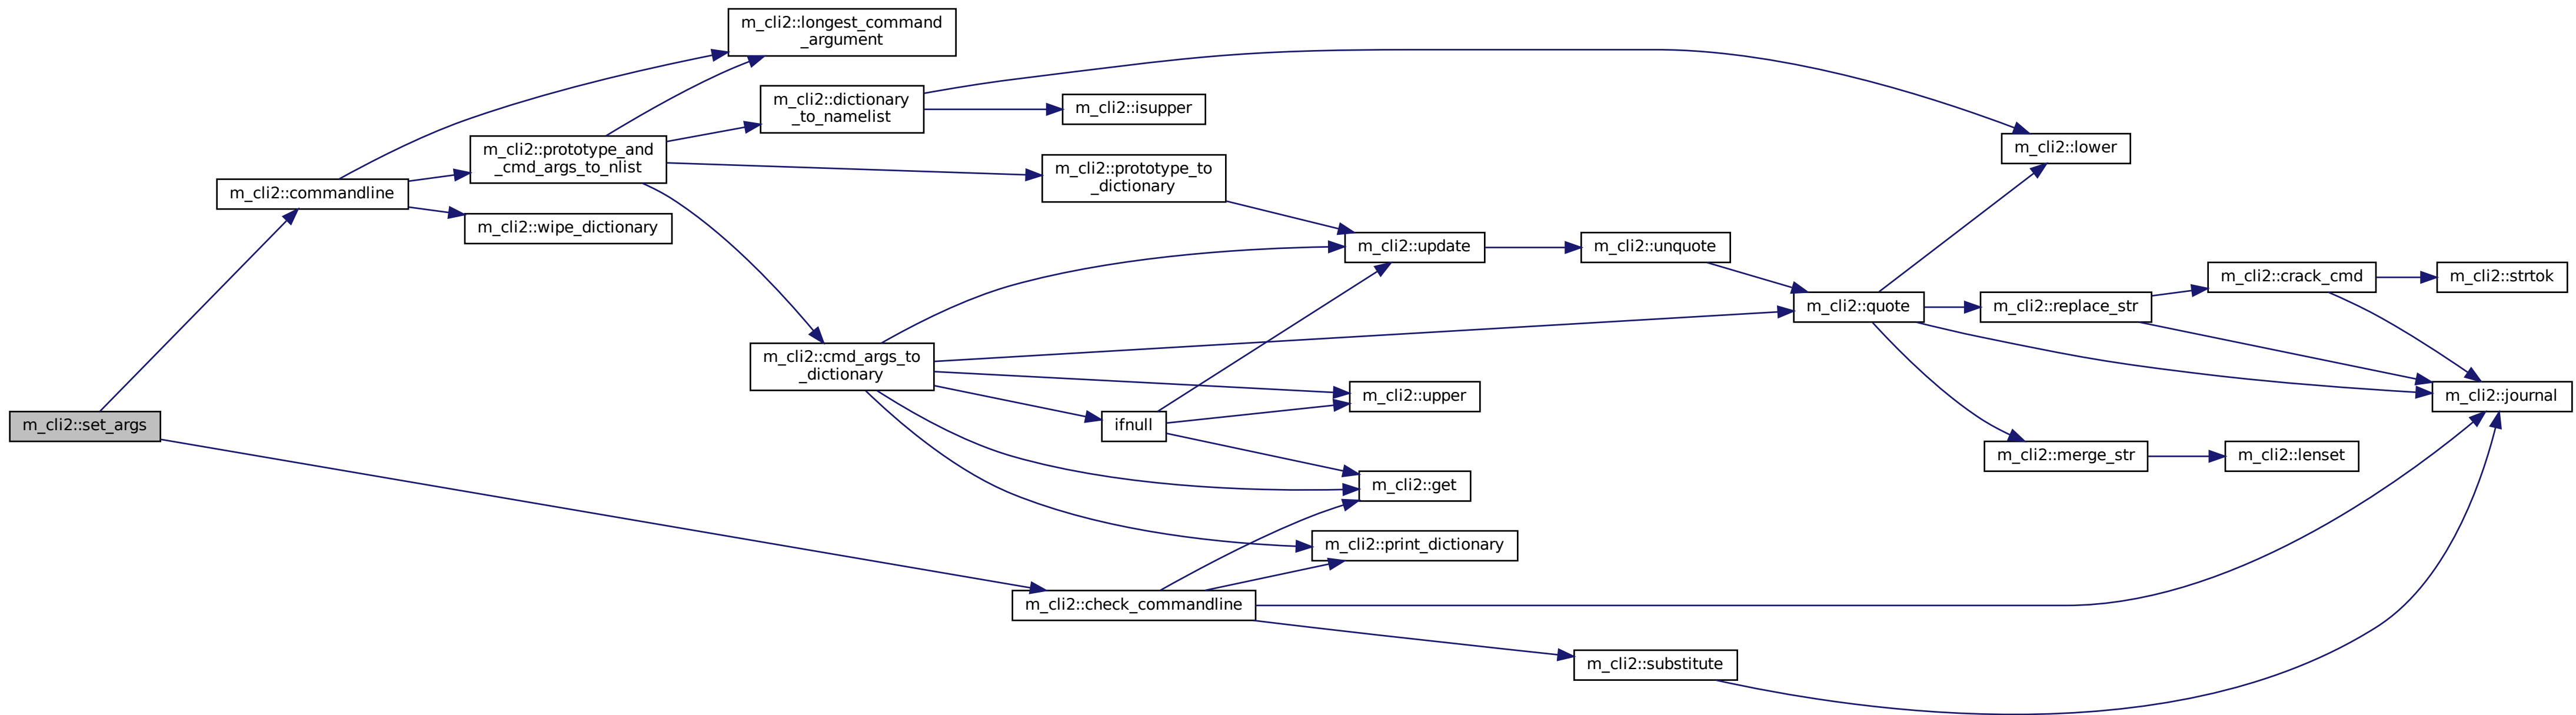 m_cli2::longest_command
_argument
m_cli2::dictionary
_to_namelist
m_cli2::isupper
m_cli2::lower
m_cli2::prototype_and
_cmd_args_to_nlist
m_cli2::prototype_to
_dictionary
m_cli2::commandline
m_cli2::wipe_dictionary
m_cli2::update
m_cli2::unquote
m_cli2::crack_cmd
m_cli2::strtok
m_cli2::quote
m_cli2::replace_str
m_cli2::cmd_args_to
_dictionary
m_cli2::upper
m_cli2::journal
m_cli2::set_args
ifnull
m_cli2::merge_str
m_cli2::lenset
m_cli2::get
m_cli2::print_dictionary
m_cli2::check_commandline
m_cli2::substitute